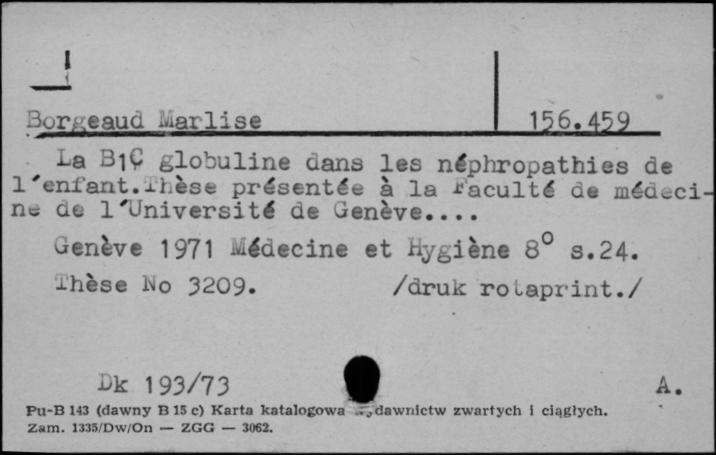 Borgeaud Marlise 156.459
La B1C globuline dans les néphropathies de
l'enfant.Thèse présentée à la Faculté de médeci-
ne de l'Université de Genève....
Genève 1971 Médecine et Hygiène 8° s.24.
Thèse No 3209. /druk rotaprint./
Dk 193/73 A.
Pu-B 143 (dawny B 15 c) Karta katalogowa wydawnictw zwartych i ciągłych.
Zam. 1335/Dw/On — ZGG — 3062.